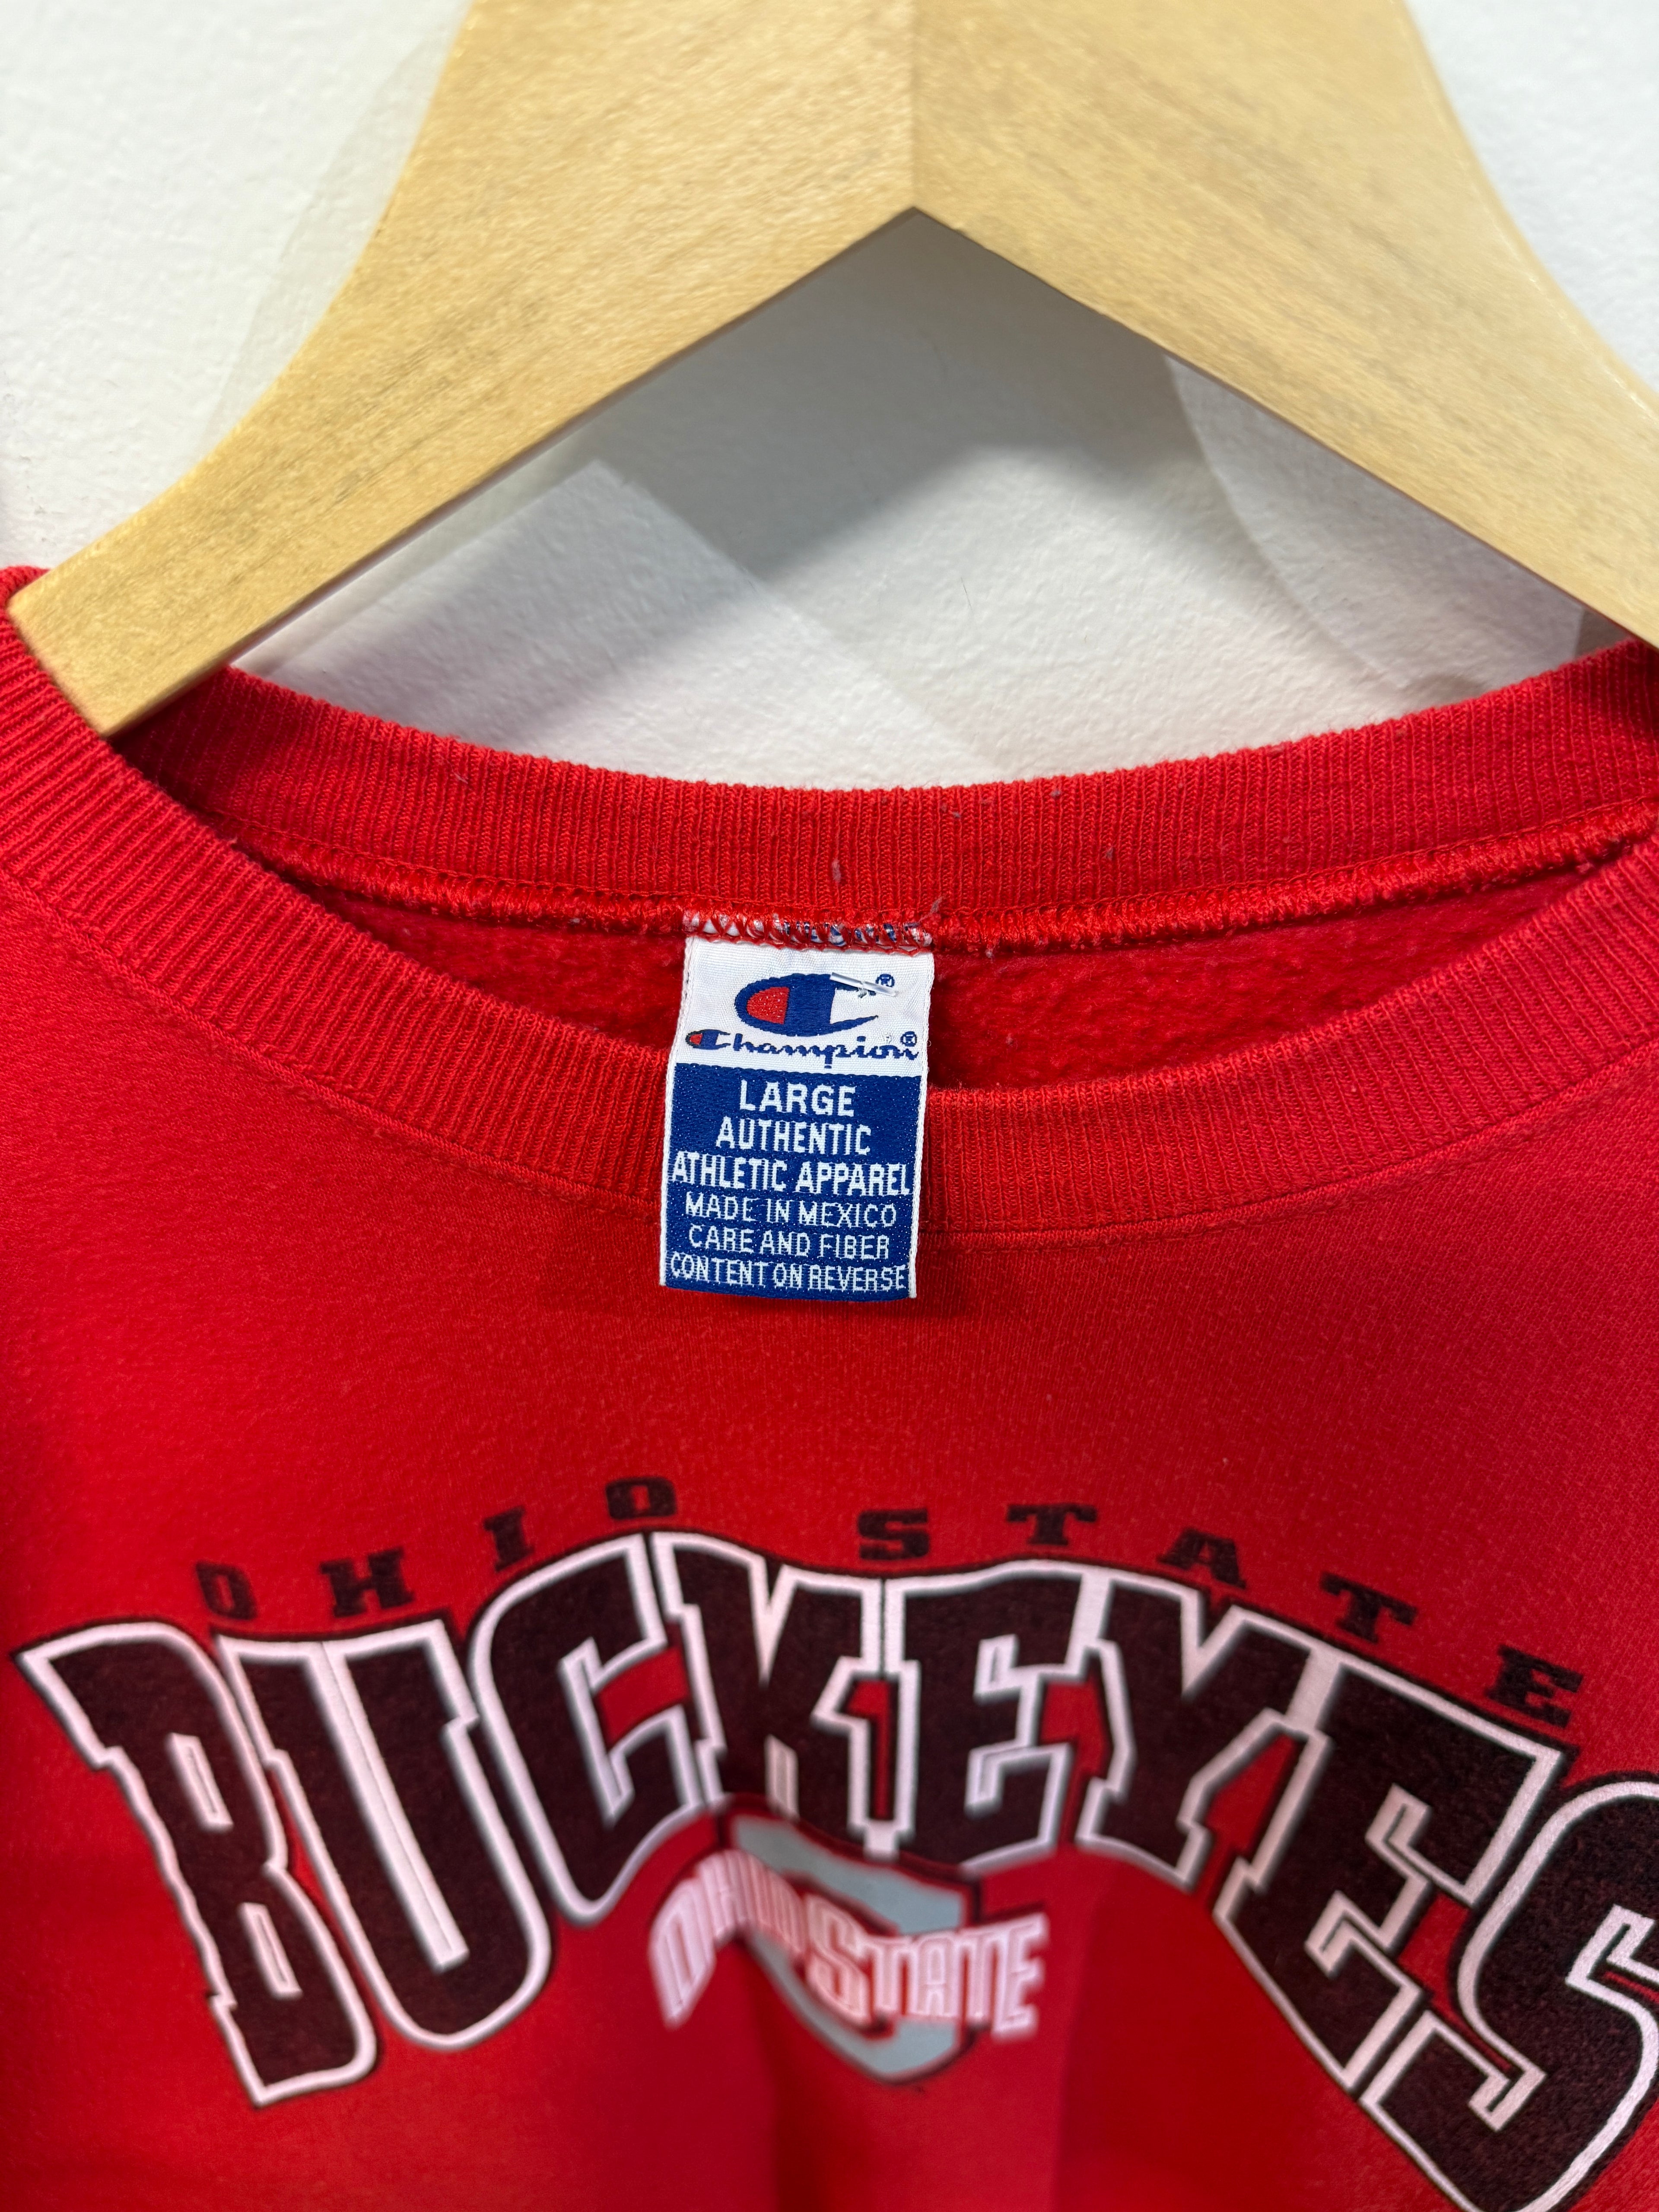 Champion®
LARGE
AUTHENTIC
ATHLETIC APPAREL
MADE IN MEXICO
CARE AND FIBER
CONTENT ON REVERSE
OHIO STATE
BUCKEYES
OHIO STATE